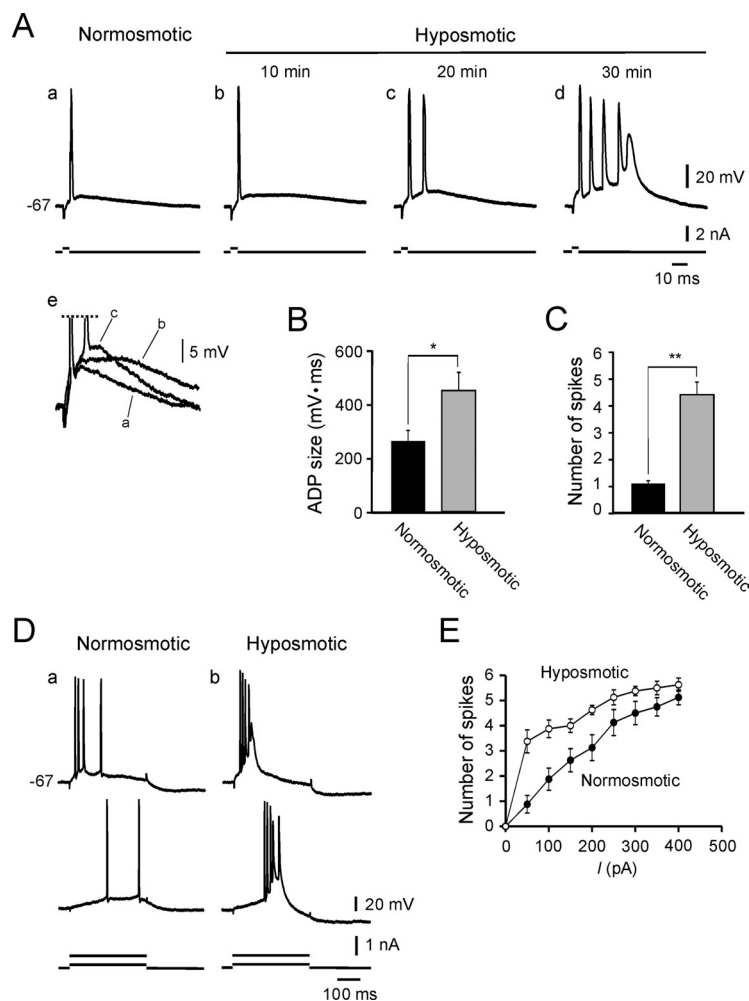 A
Normosmotic
Hyposmotic
10 min
20 min
30 min
a
b
c
d
-67
20 mV
2 nA
10 ms
e
c
b
a
5 mV
B
*
ADP size (mV•ms)
600
400
200
0
Normosmotic
Hyposmotic
C
**
Number of spikes
6
5
4
3
2
1
0
Normosmotic
Hyposmotic
D
Normosmotic
Hyposmotic
a
b
-67
20 mV
1 nA
100 ms
E
Number of spikes
6
5
4
3
2
1
0
Hyposmotic
Normosmotic
0
100
200
300
400
500
I (pA)